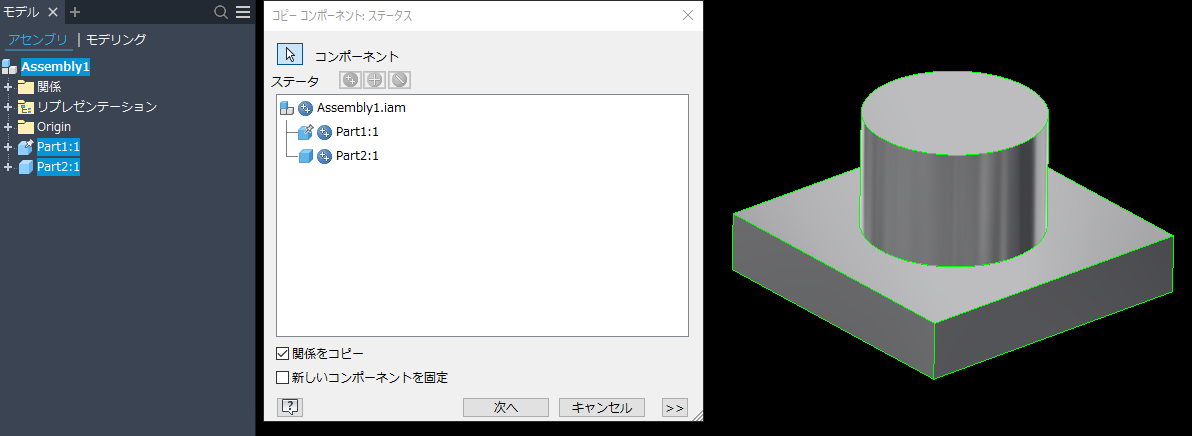 モデル
アセンブリ | モデリング
Assembly1
関係
リプレゼンテーション
Origin
Part1:1
Part2:1
コピー コンポーネント: ステータス
コンポーネント
ステータ
Assembly1.iam
Part1:1
Part2:1
関係をコピー
新しいコンポーネントを固定
次へ
キャンセル
>>